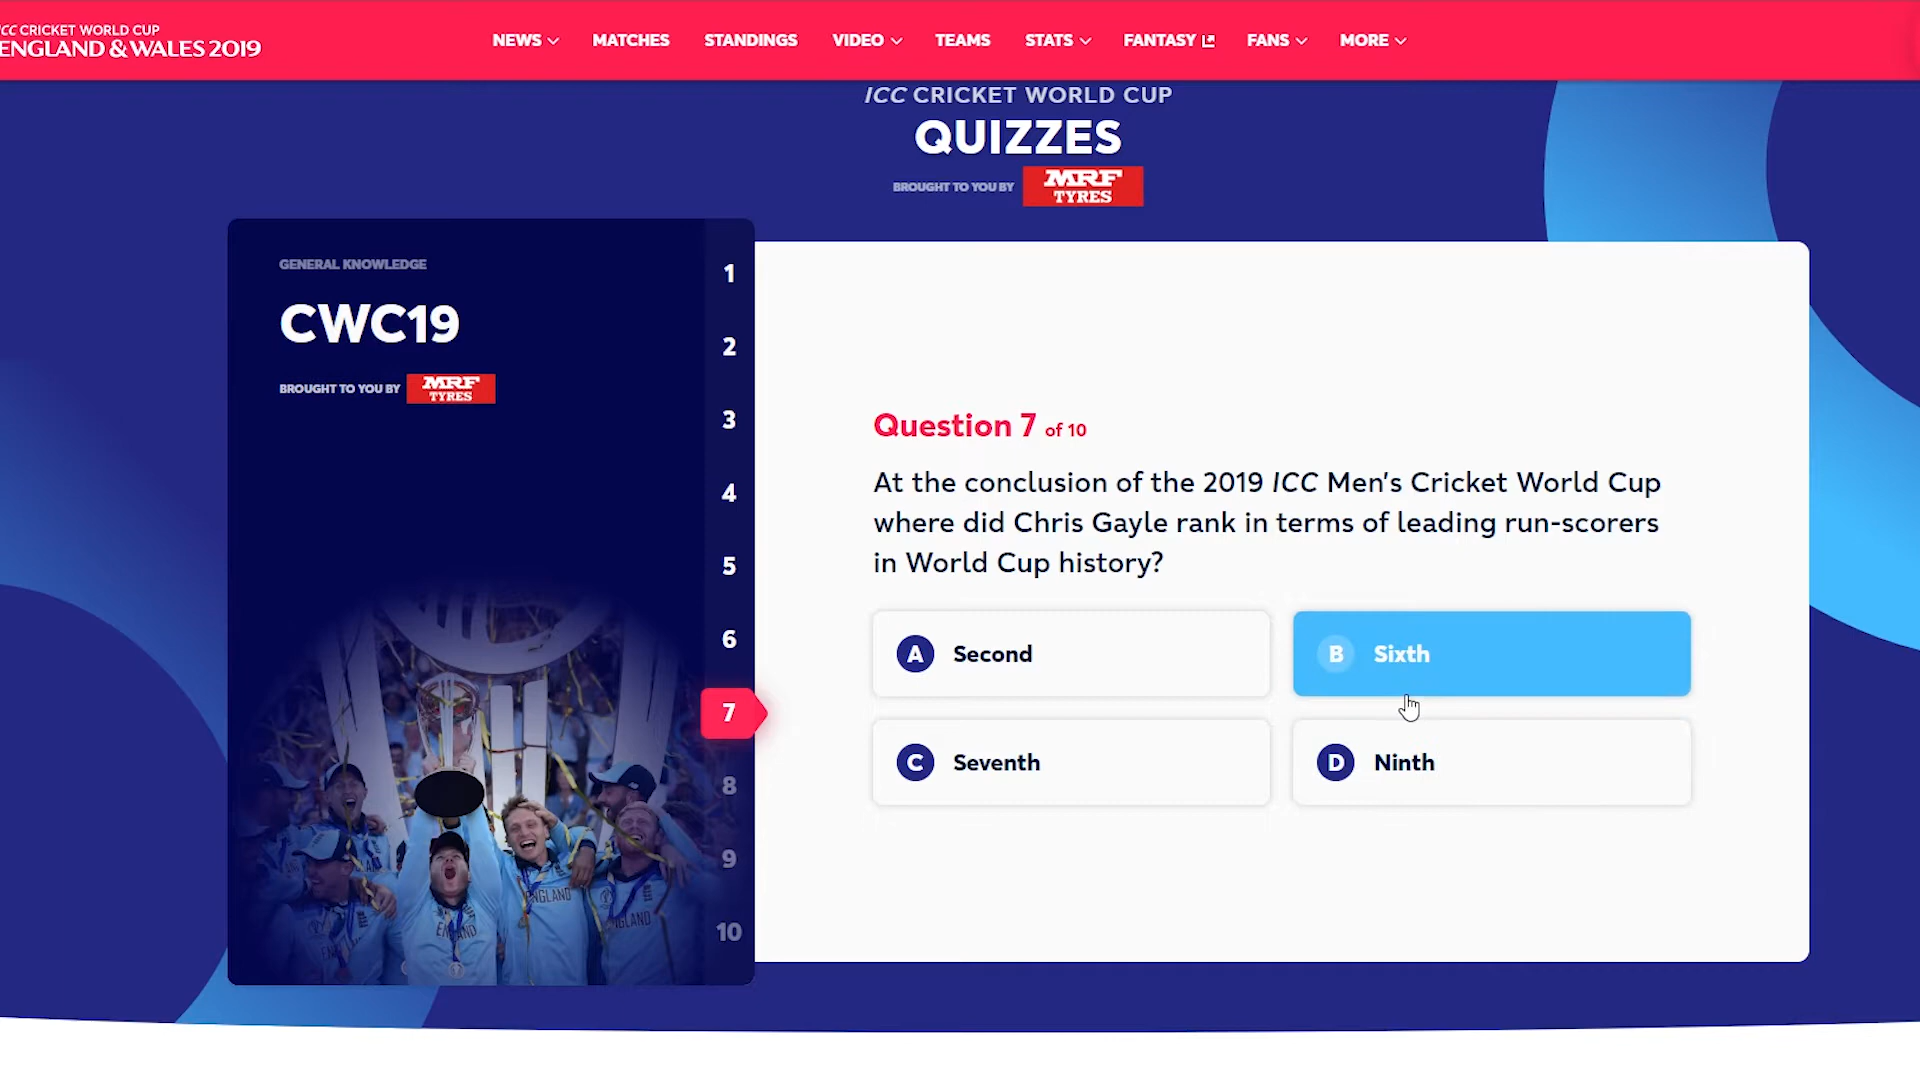 ICC CRICKET WORLD CUP
ENGLAND & WALES 2019
NEWS MATCHES STANDINGS VIDEO TEAMS STATS FANTASY FANS MORE
ICC CRICKET WORLD CUP
QUIZZES
BROUGHT TO YOU BY MRF TYRES
GENERAL KNOWLEDGE
CWC19
BROUGHT TO YOU BY MRF TYRES
1
2
3
4
5
6
7
8
9
10
Question 7 of 10
At the conclusion of the 2019 ICC Men's Cricket World Cup
where did Chris Gayle rank in terms of leading run-scorers
in World Cup history?
A Second
B Sixth
C Seventh
D Ninth
ENGLAND
ENGLAND